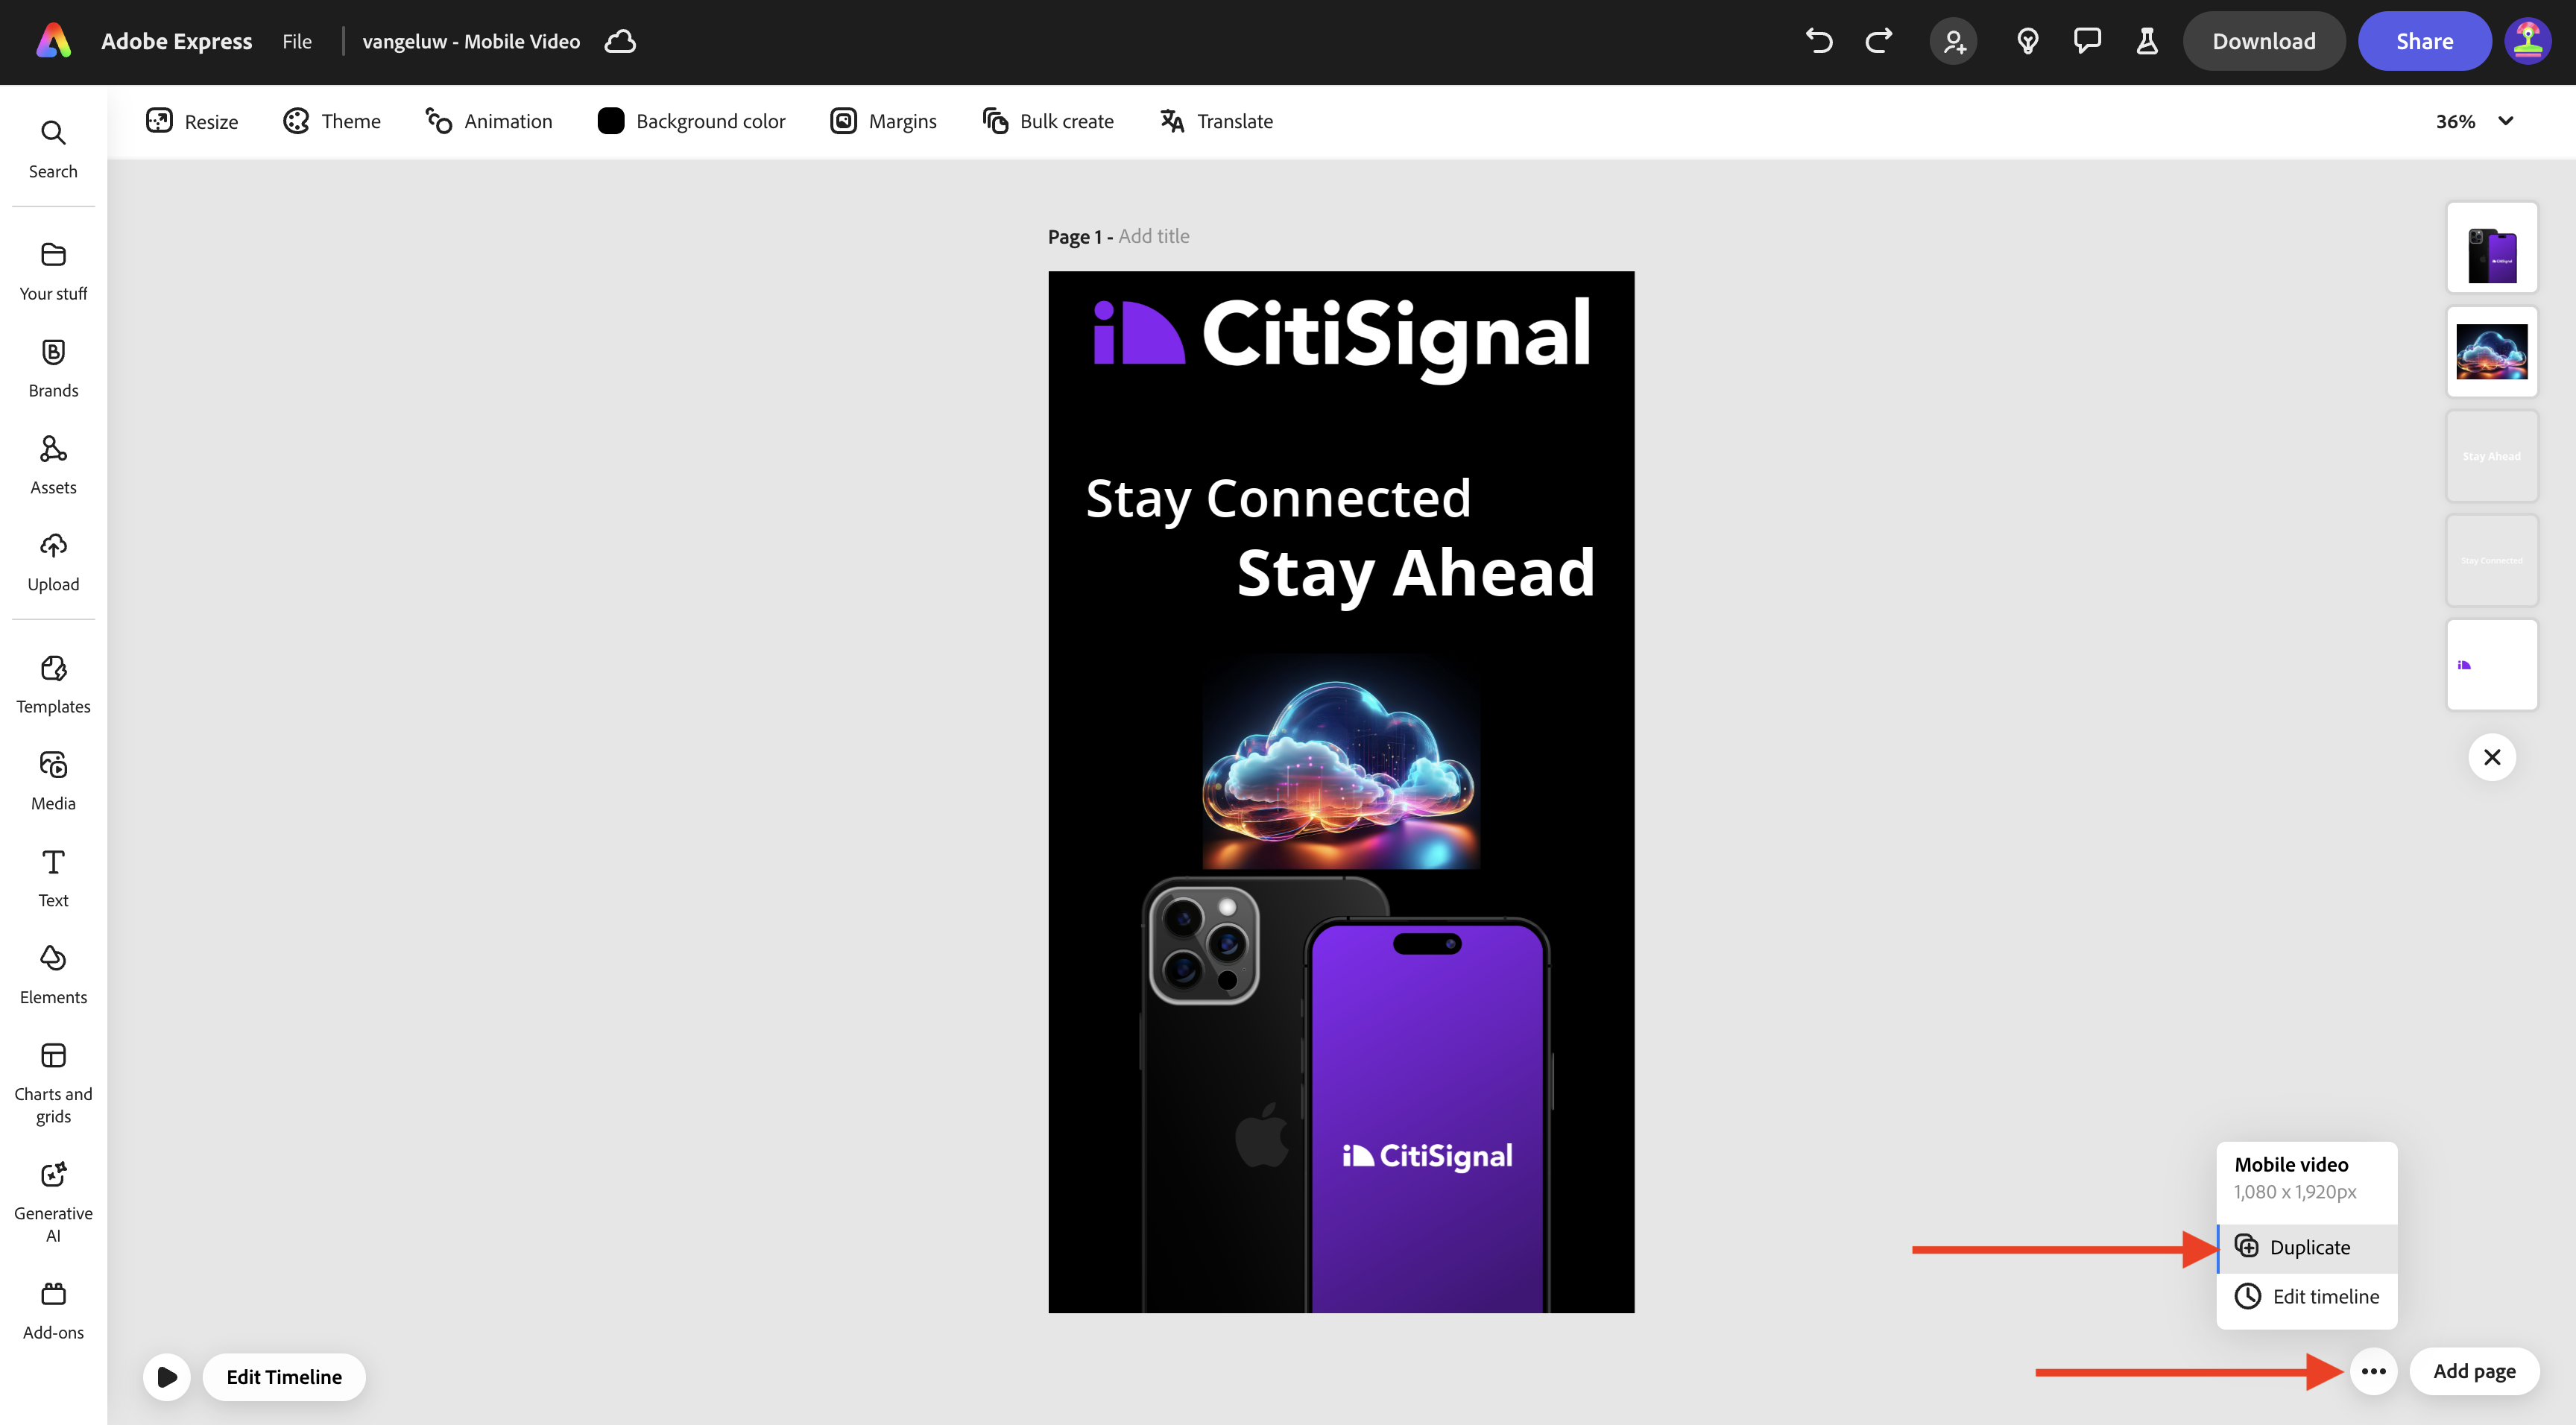 Adobe Express File vangeluw - Mobile Video Download Share
Resize Theme Animation Background color Margins Bulk create Translate 36%
Search
Your stuff
Brands
Assets
Upload
Templates
Media
Text
Elements
Charts and
grids
Generative
AI
Add-ons
Page 1 - Add title
CitiSignal
Stay Connected
Stay Ahead
CitiSignal
CitiSignal
Stay Ahead
Stay Connected
Mobile video
1,080 x 1,920px
Duplicate
Edit timeline
Edit Timeline
Add page